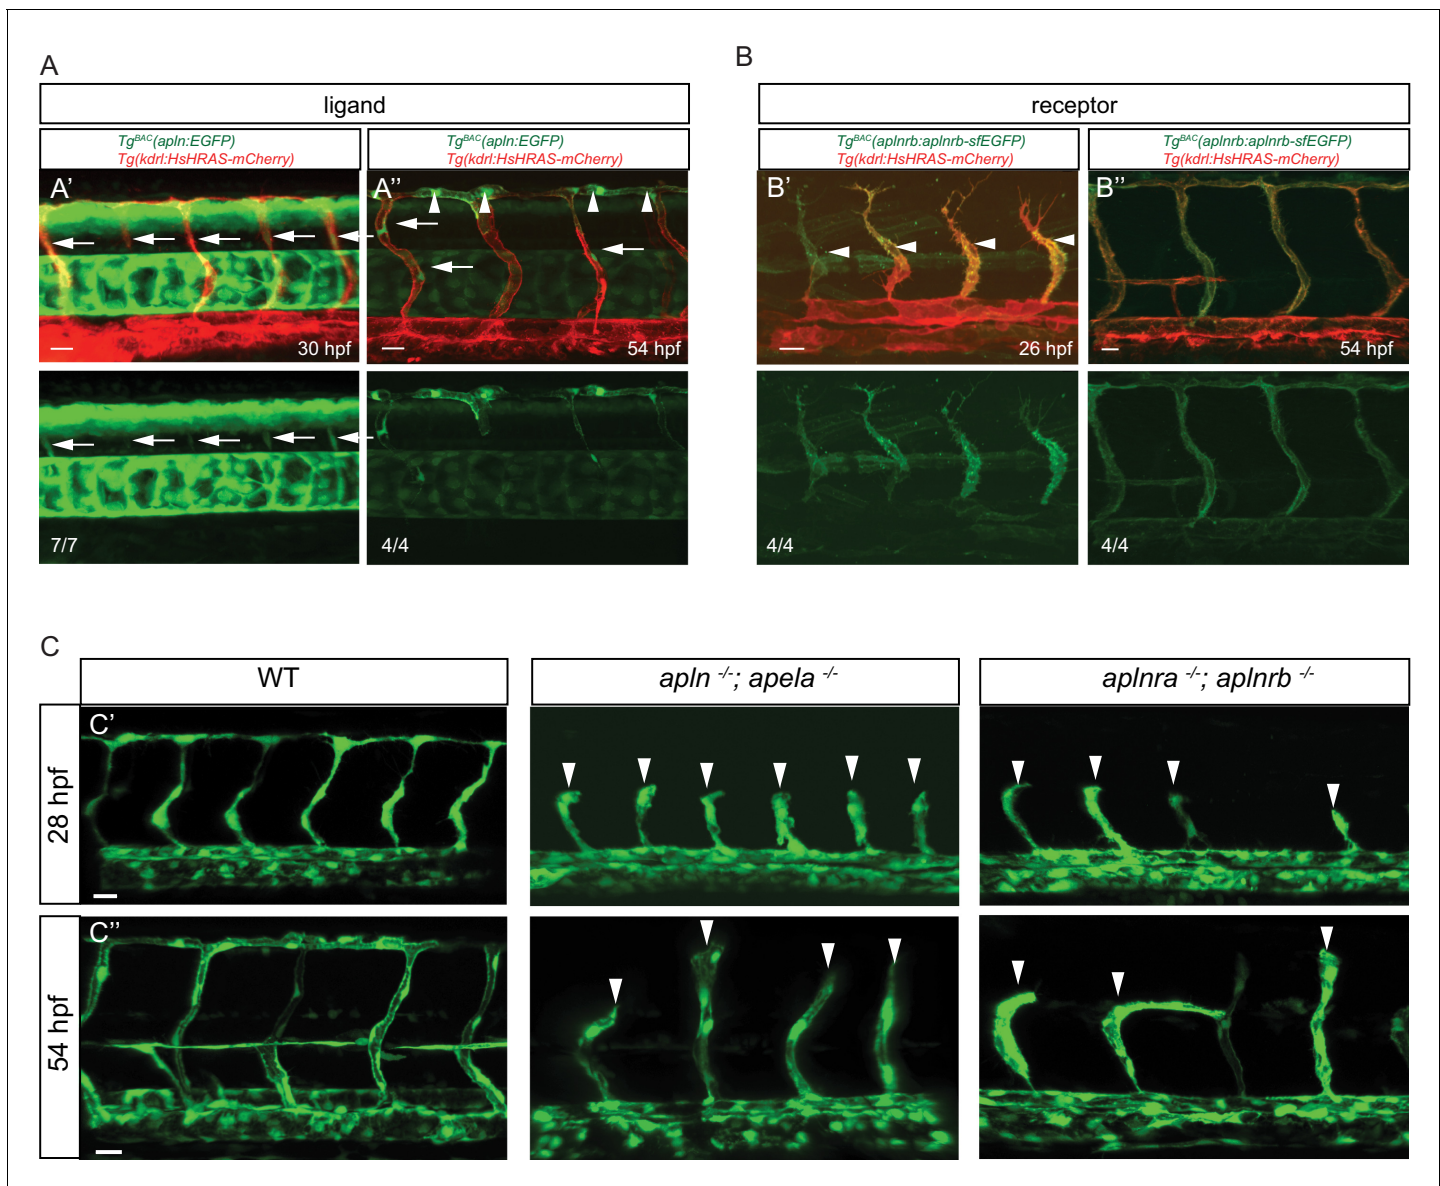 A
B
ligand
receptor
Tg^BAC(apln:EGFP)
Tg(kdrl:HsHRAS-mCherry)
Tg^BAC(apln:EGFP)
Tg(kdrl:HsHRAS-mCherry)
Tg^BAC(aplnrb:aplnrb-sfEGFP)
Tg(kdrl:HsHRAS-mCherry)
Tg^BAC(aplnrb:aplnrb-sfEGFP)
Tg(kdrl:HsHRAS-mCherry)
A'
A''
B'
B''
30 hpf
54 hpf
26 hpf
54 hpf
7/7
4/4
4/4
4/4
C
WT
apln -/-; apela -/-
aplnra -/-; aplnrb -/-
28 hpf
C'
54 hpf
C''